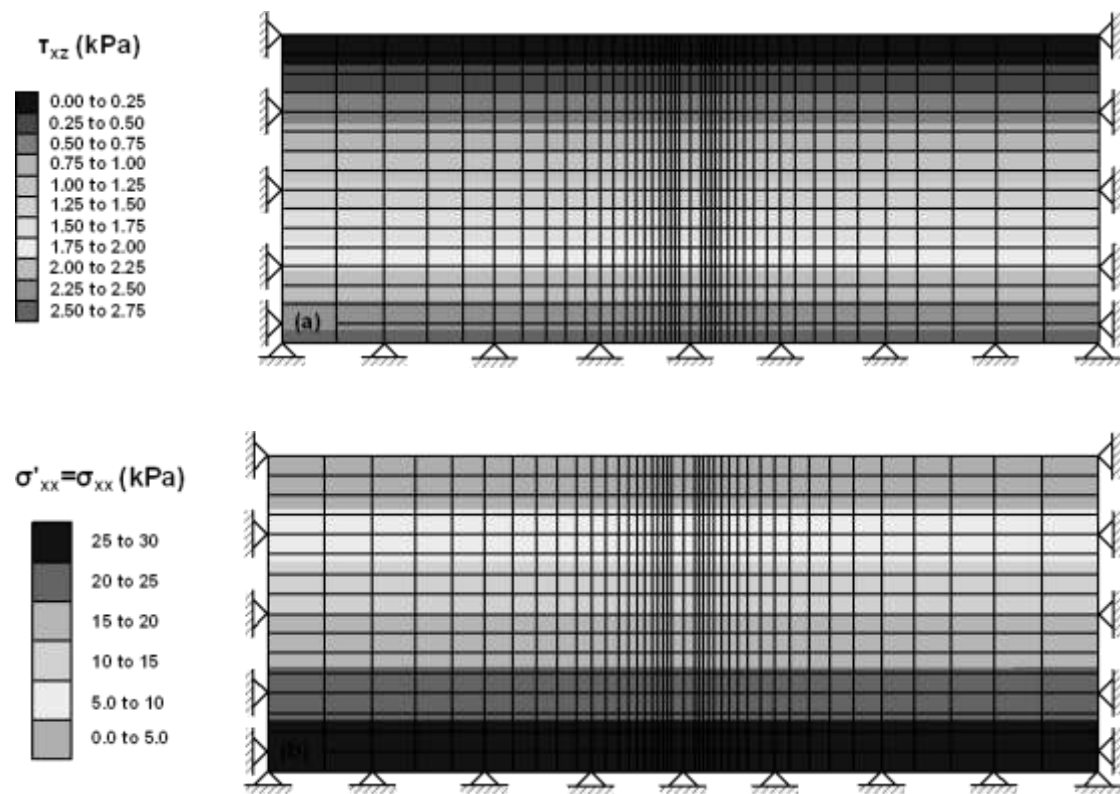 τxz (kPa)
0.00 to 0.25
0.25 to 0.50
0.50 to 0.75
0.75 to 1.00
1.00 to 1.25
1.25 to 1.50
1.50 to 1.75
1.75 to 2.00
2.00 to 2.25
2.25 to 2.50
2.50 to 2.75
(a)
σ'xx=σxx (kPa)
25 to 30
20 to 25
15 to 20
10 to 15
5.0 to 10
0.0 to 5.0
(b)